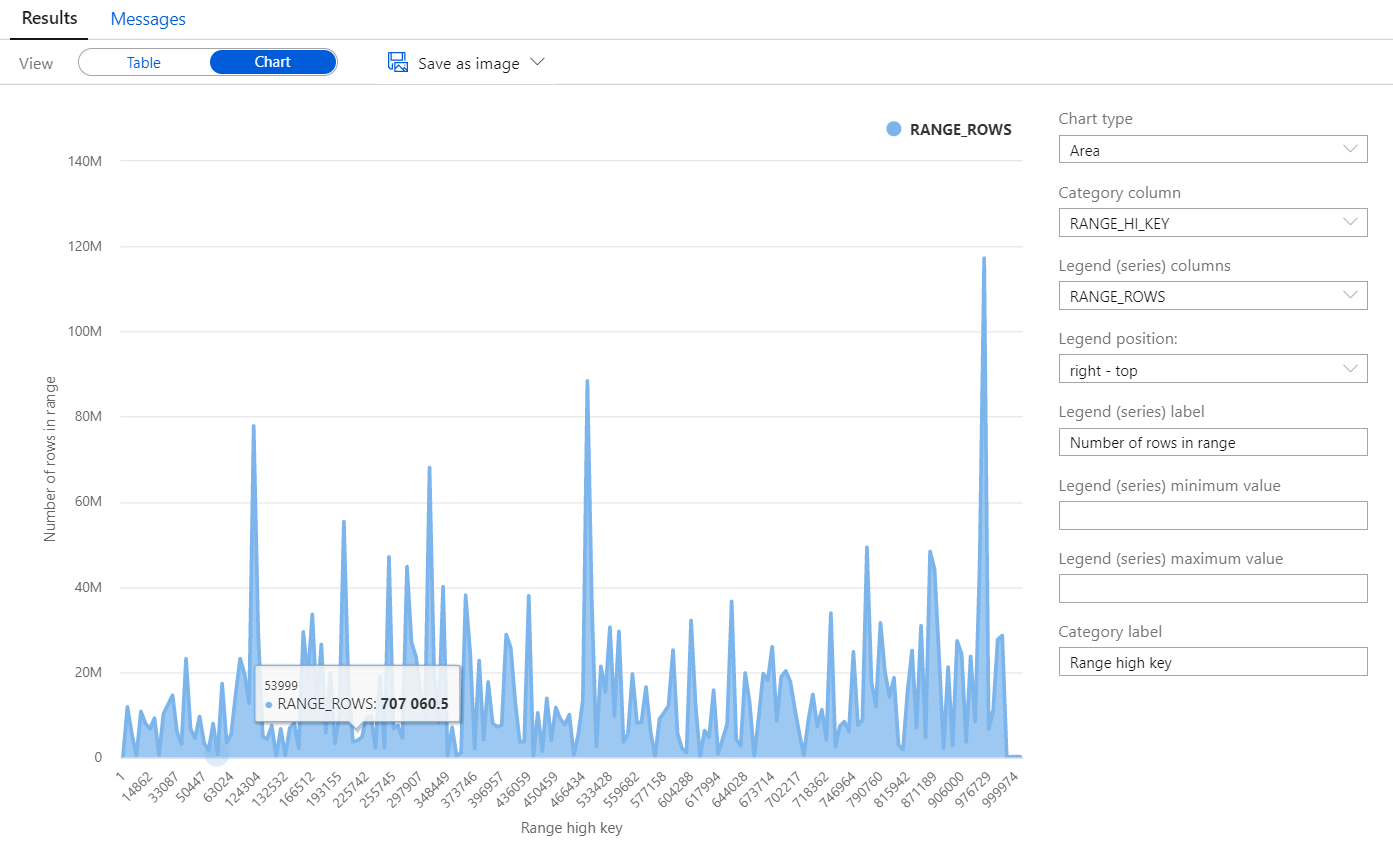 Results Messages
View Table Chart Save as image
RANGE_ROWS
140M
120M
100M
80M
60M
40M
20M
0
Number of rows in range
53999
RANGE_ROWS: 707 060.5
1 14862 33087 50447 63024 124304 132532 166512 193155 225742 255745 297907 348449 373746 396957 436059 450459 466434 533428 559682 577158 604288 617994 644028 673714 702217 718362 746964 790760 815942 871189 906000 976729 999974
Range high key
Chart type
Area
Category column
RANGE_HI_KEY
Legend (series) columns
RANGE_ROWS
Legend position:
right - top
Legend (series) label
Number of rows in range
Legend (series) minimum value
Legend (series) maximum value
Category label
Range high key